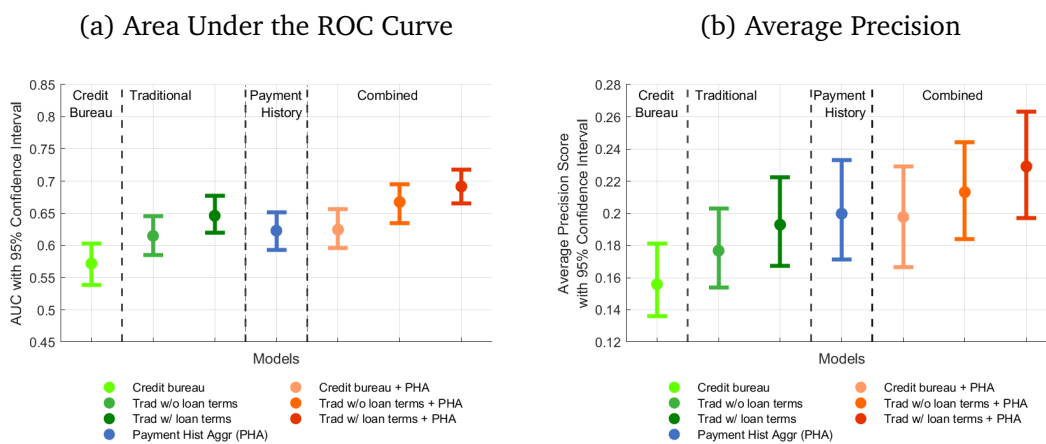 (a) Area Under the ROC Curve
0.85
0.8
0.75
0.7
0.65
0.6
0.55
0.5
0.45
AUC with 95% Confidence Interval
Credit
Bureau
Traditional
Payment
History
Combined
Models
Credit bureau
Trad w/o loan terms
Trad w/ loan terms
Payment Hist Aggr (PHA)
Credit bureau + PHA
Trad w/o loan terms + PHA
Trad w/ loan terms + PHA
(b) Average Precision
0.28
0.26
0.24
0.22
0.2
0.18
0.16
0.14
0.12
Average Precision Score
with 95% Confidence Interval
Credit
Bureau
Traditional
Payment
History
Combined
Models
Credit bureau
Trad w/o loan terms
Trad w/ loan terms
Payment Hist Aggr (PHA)
Credit bureau + PHA
Trad w/o loan terms + PHA
Trad w/ loan terms + PHA